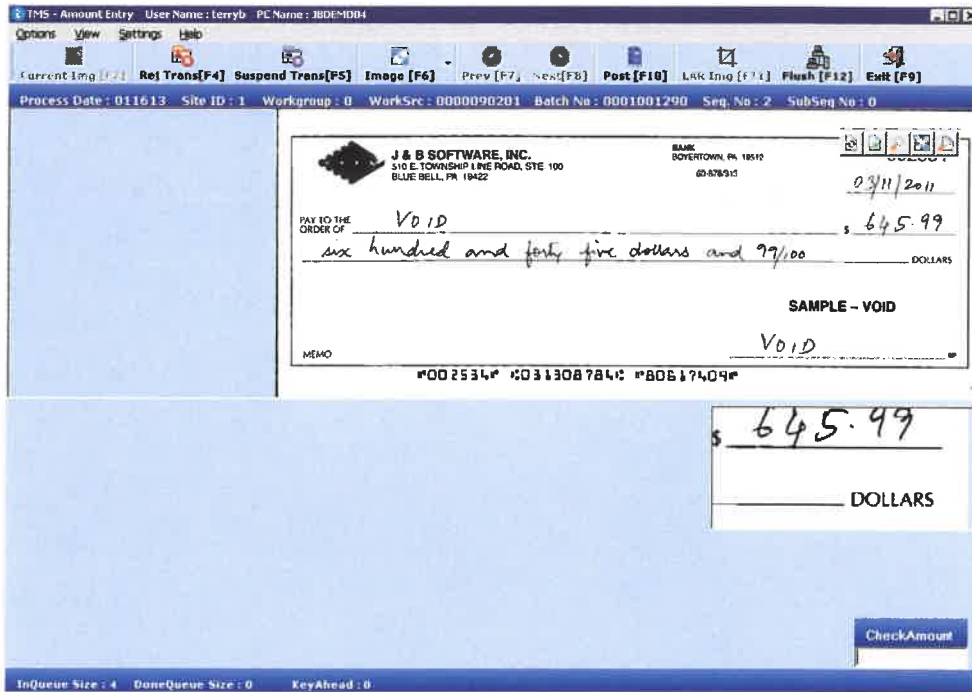 TMS - Amount Entry User Name : terryb PC Name : JBDEMO04
Options View Settings Help
Current Img [F2] Rej Trans[F4] Suspend Trans[F5] Image [F6] Prev [F7] Next[F8] Post [F10] Lkk Img [F11] Flush [F12] Exit [F9]
Process Date : 011613 Site ID : 1 Workgroup : 0 WorkSrc : 0000090201 Batch No : 0001001290 Seq. No : 2 SubSeq No : 0
J & B SOFTWARE, INC.
510 E. TOWNSHIP LINE ROAD, STE 100
BLUE BELL, PA 19422
BANK
BOYERTOWN, PA 19512
60-878/313
03/11/2011
PAY TO THE
ORDER OF VOID $ 645.99
six hundred and forty five dollars and 99/100 DOLLARS
SAMPLE – VOID
MEMO VOID
⑈002534⑈ ⑆031308784⑆ ⑈80617409⑈
$ 645.99
DOLLARS
CheckAmount
InQueue Size : 4 DoneQueue Size : 0 KeyAhead : 0